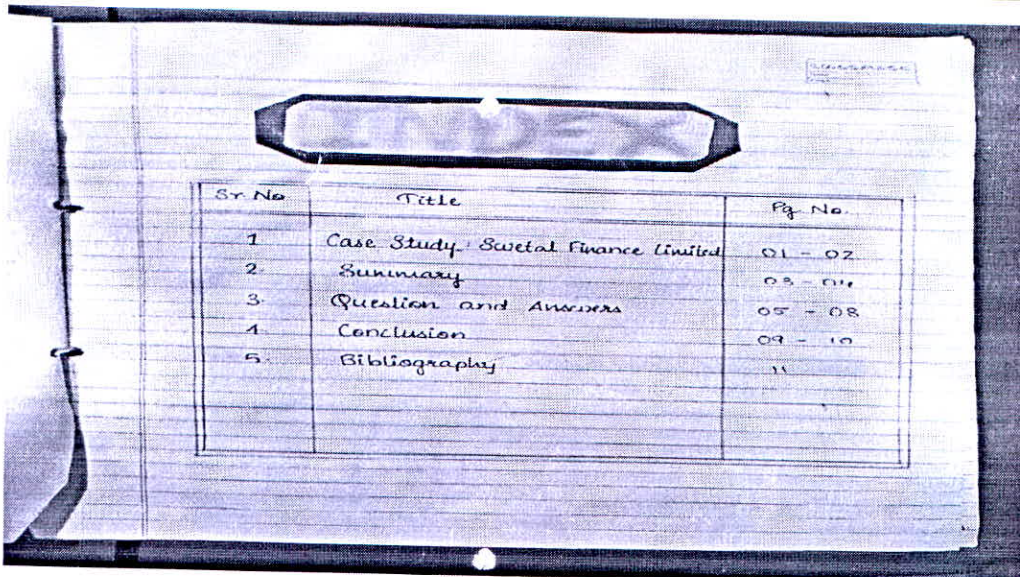 INDEX
Sr. No Title Pg. No.
1 Case Study: Swetal Finance Limited 01 - 02
2. Summary 03 - 04
3. Question and Answers 05 - 08
4. Conclusion 09 - 10
5. Bibliography 11